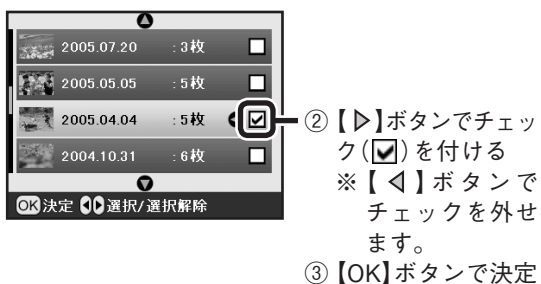 2005.07.20 : 3枚
2005.05.05 : 5枚
2005.04.04 : 5枚
2004.10.31 : 6枚
OK 決定 選択/選択解除
②【▷】ボタンでチェッ
ク(☑)を付ける
※【◁】ボタンで
チェックを外せ
ます。
③【OK】ボタンで決定